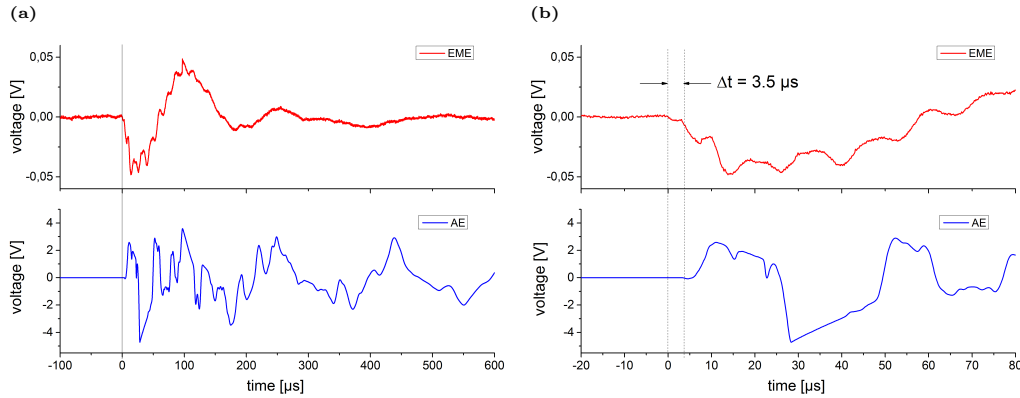 (a)
(b)
0,05
0,00
-0,05
voltage [V]
EME
4
2
0
-2
-4
voltage [V]
AE
-100 0 100 200 300 400 500 600
time [µs]
0,05
0,00
-0,05
voltage [V]
EME
Δt = 3.5 µs
4
2
0
-2
-4
voltage [V]
AE
-20 -10 0 10 20 30 40 50 60 70 80
time [µs]